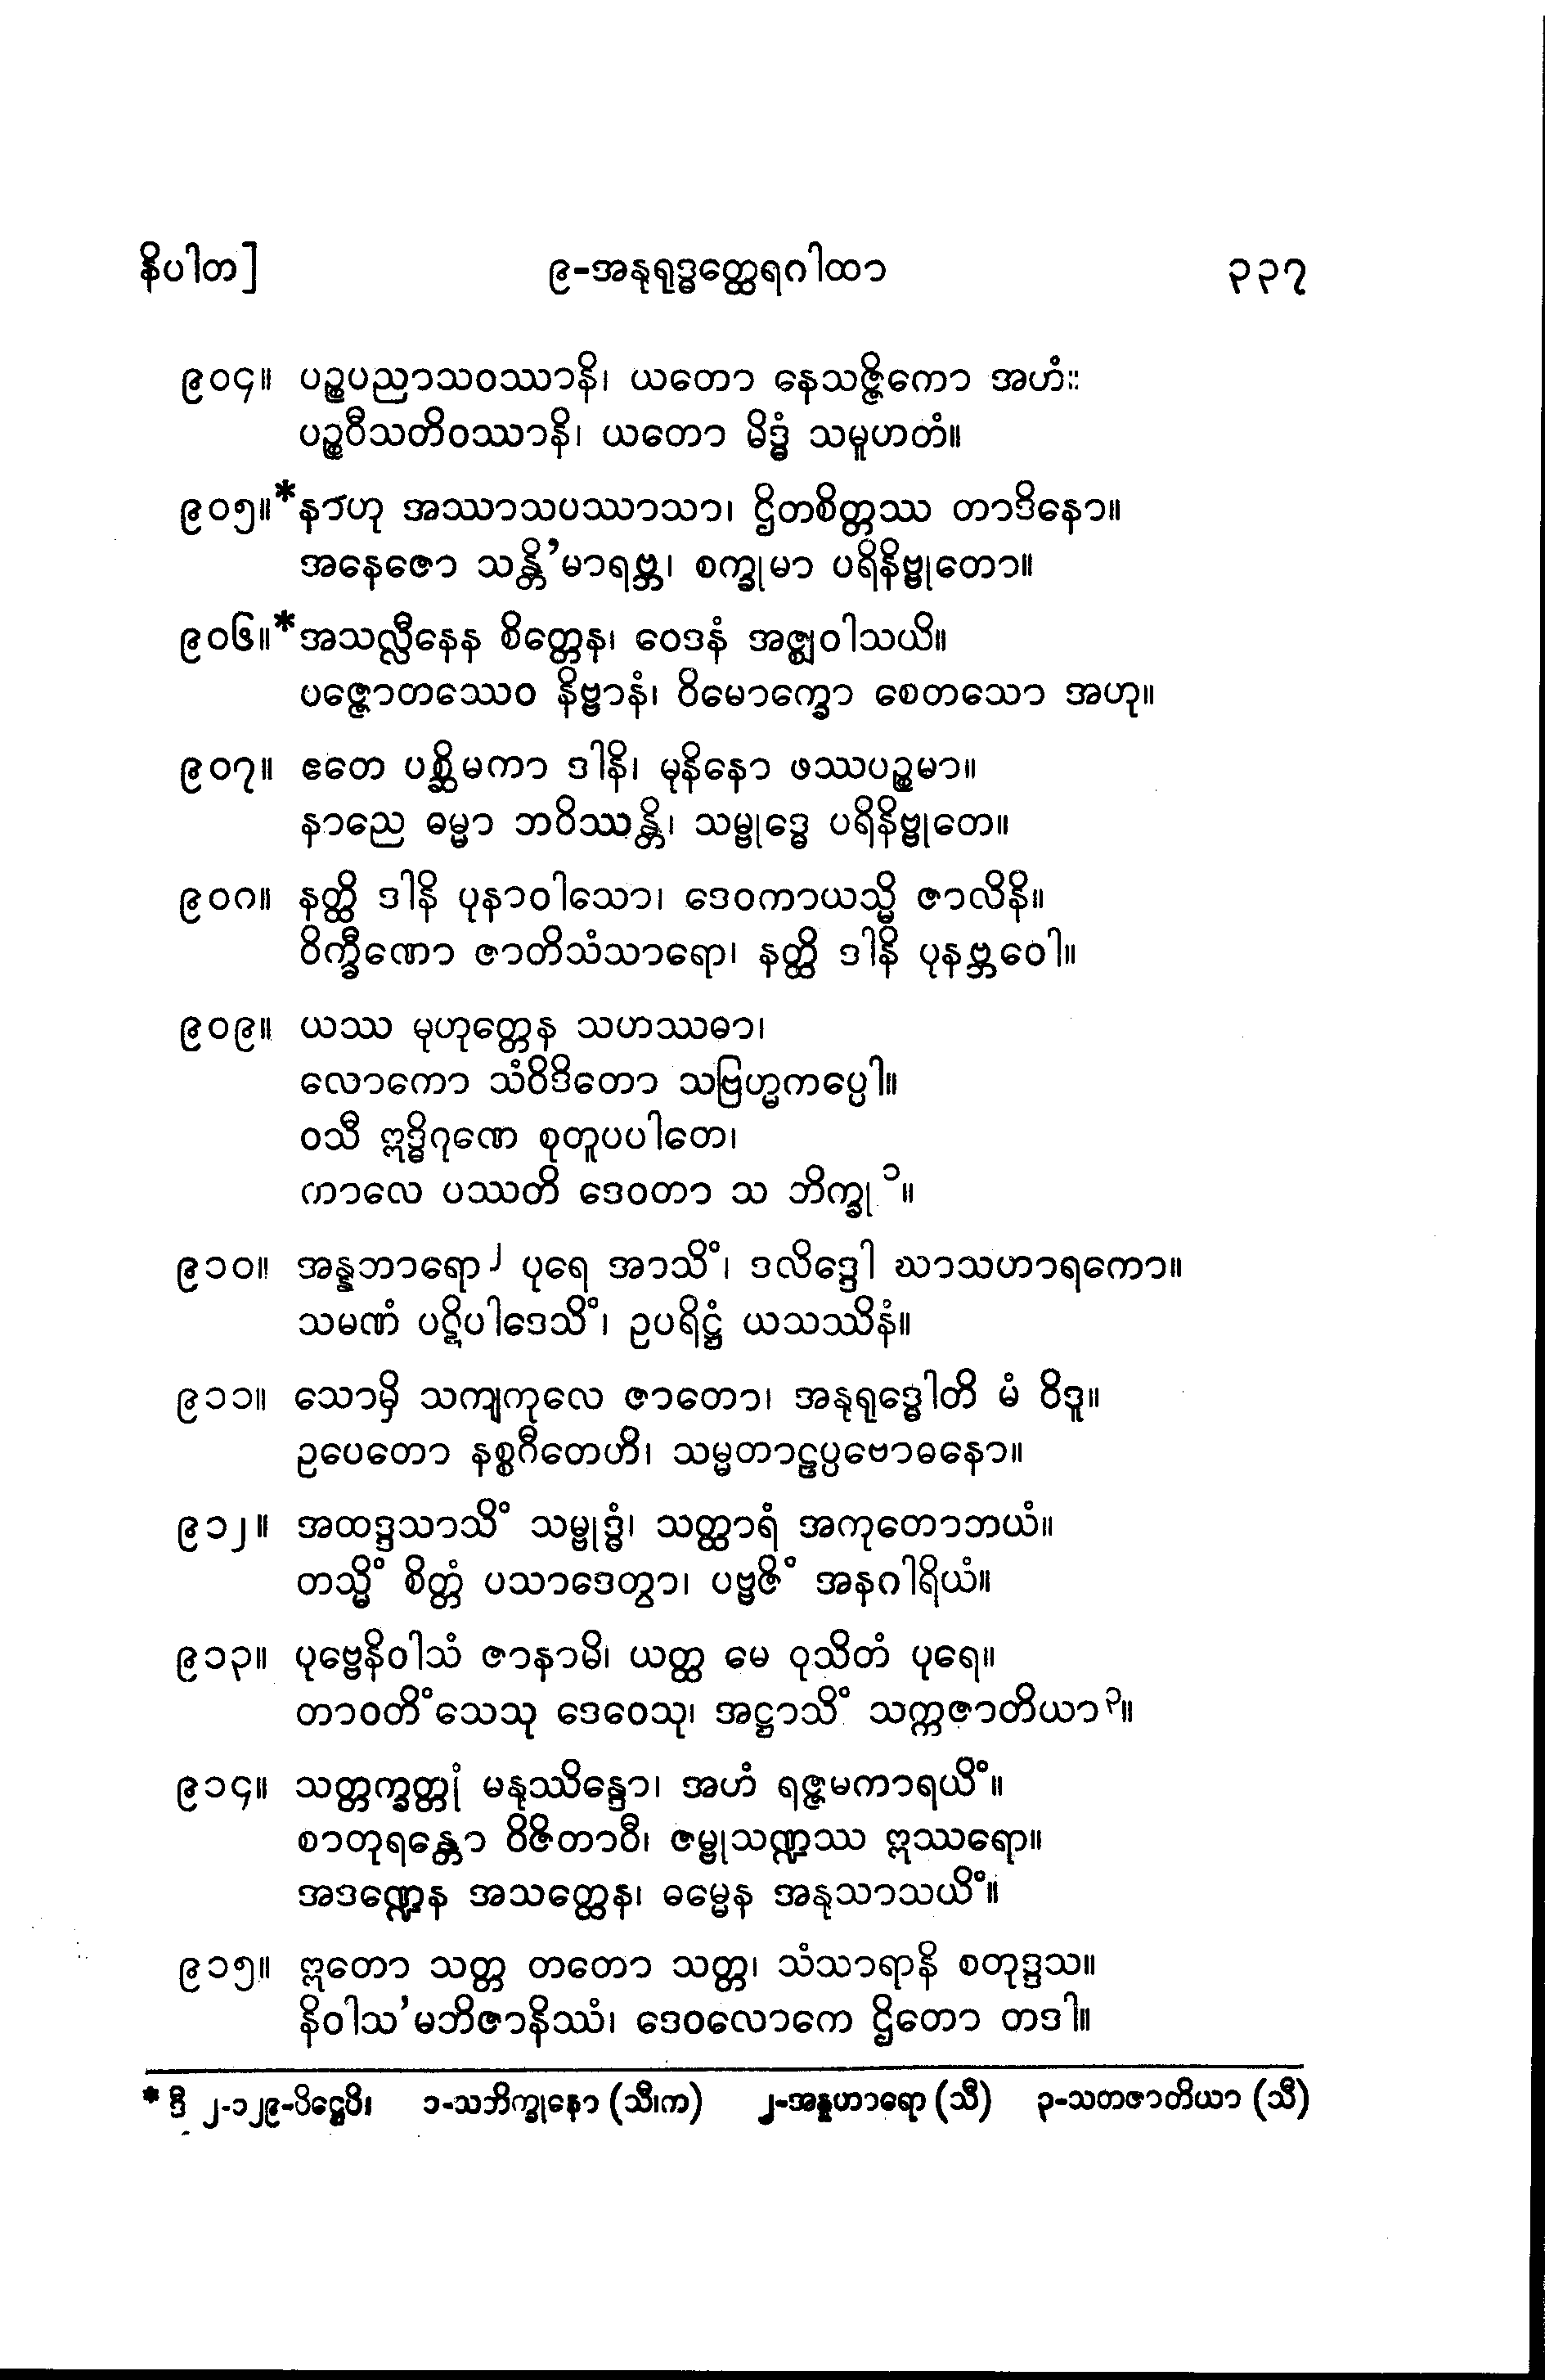 နိပါတ]	၉-အနုရုဒ္ဓတ္ထေရဂါထာ	၃၃၇
၉၀၄။ ပဉ္စပညာသဝဿာနိ၊ ယတော နေသဇ္ဇိကော အဟံ။
ပဉ္စဝီသတိဝဿာနိ၊ ယတော မိဒ္ဓံ သမူဟတံ။
၉၀၅။*နာဟု အဿာသပဿာသာ၊ ဌိတစိတ္တဿ တာဒိနော။
အနေဇော သန္တိ’မာရဗ္ဘ၊ စက္ခုမာ ပရိနိဗ္ဗုတော။
၉၀၆။*အသလ္လီနေန စိတ္တေန၊ ဝေဒနံ အဇ္ဈဝါသယိ။
ပဇ္ဇောတဿေဝ နိဗ္ဗာနံ၊ ဝိမောက္ခော စေတသော အဟု။
၉၀၇။ ဧတေ ပစ္ဆိမကာ ဒါနိ၊ မုနိနော ဖဿပဉ္စမာ။
နာညေ ဓမ္မာ ဘဝိဿန္တိ၊ သမ္ဗုဒ္ဓေ ပရိနိဗ္ဗုတေ။
၉၀၈။ နတ္ထိ ဒါနိ ပုနာဝါသော၊ ဒေဝကာယသ္မိ ဇာလိနိ။
ဝိက္ခီဏော ဇာတိသံသာရော၊ နတ္ထိ ဒါနိ ပုနဗ္ဘဝေါ။
၉၀၉။ ယဿ မုဟုတ္တေန သဟဿဓာ၊
လောကော သံဝိဒိတော သဗြဟ္မကပ္ပေါ။
ဝသီ ဣဒ္ဓိဂုဏေ စုတူပပါတေ၊
ကာလေ ပဿတိ ဒေဝတာ သ ဘိက္ခု၁။
၉၁၀။ အန္နဘာရော၂ ပုရေ အာသိံ၊ ဒလိဒ္ဒေါ ဃာသဟာရကော။
သမဏံ ပဋိပါဒေသိံ၊ ဥပရိဋ္ဌံ ယသဿိနံ။
၉၁၁။ သောမှိ သကျကုလေ ဇာတော၊ အနုရုဒ္ဓေါတိ မံ ဝိဒူ။
ဥပေတော နစ္စဂီတေဟိ၊ သမ္မတာဠပ္ပဗောဓနော။
၉၁၂။ အထဒ္ဒသာသိံ သမ္ဗုဒ္ဓံ၊ သတ္ထာရံ အကုတောဘယံ။
တသ္မိံ စိတ္တံ ပသာဒေတွာ၊ ပဗ္ဗဇိံ အနဂါရိယံ။
၉၁၃။ ပုဗ္ဗေနိဝါသံ ဇာနာမိ၊ ယတ္ထ မေ ဝုသိတံ ပုရေ။
တာဝတိံသေသု ဒေဝေသု၊ အဋ္ဌာသိံ သက္ကဇာတိယာ၃။
၉၁၄။ သတ္တက္ခတ္တုံ မနုဿိန္ဒော၊ အဟံ ရဇ္ဇမကာရယိံ။
စာတုရန္တော ဝိဇိတာဝီ၊ ဇမ္ဗုသဏ္ဍဿ ဣဿရော။
အဒဏ္ဍေန အသတ္ထေန၊ ဓမ္မေန အနုသာသယိံ။
၉၁၅။ ဣတော သတ္တ တတော သတ္တ၊ သံသာရာနိ စတုဒ္ဒသ။
နိဝါသ’မဘိဇာနိဿံ၊ ဒေဝလောကေ ဌိတော တဒါ။
* ဒီ ၂-၁၂၉-ပိဋ္ဌေပိ၊ ၁-သဘိက္ခုနော (သီ၊က) ၂-အန္နဟာရော (သီ) ၃-သတဇာတိယာ (သီ)